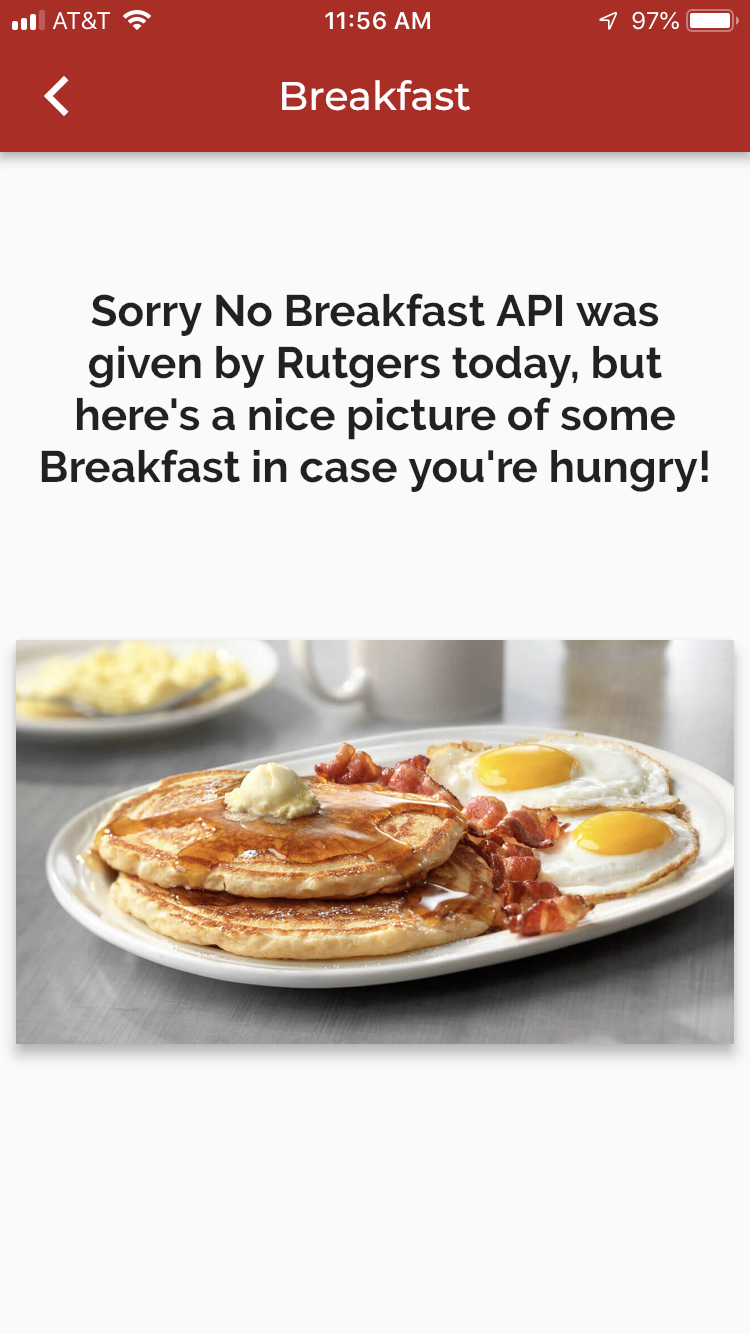 AT&T 11:56 AM 97%
Breakfast
Sorry No Breakfast API was
given by Rutgers today, but
here's a nice picture of some
Breakfast in case you're hungry!